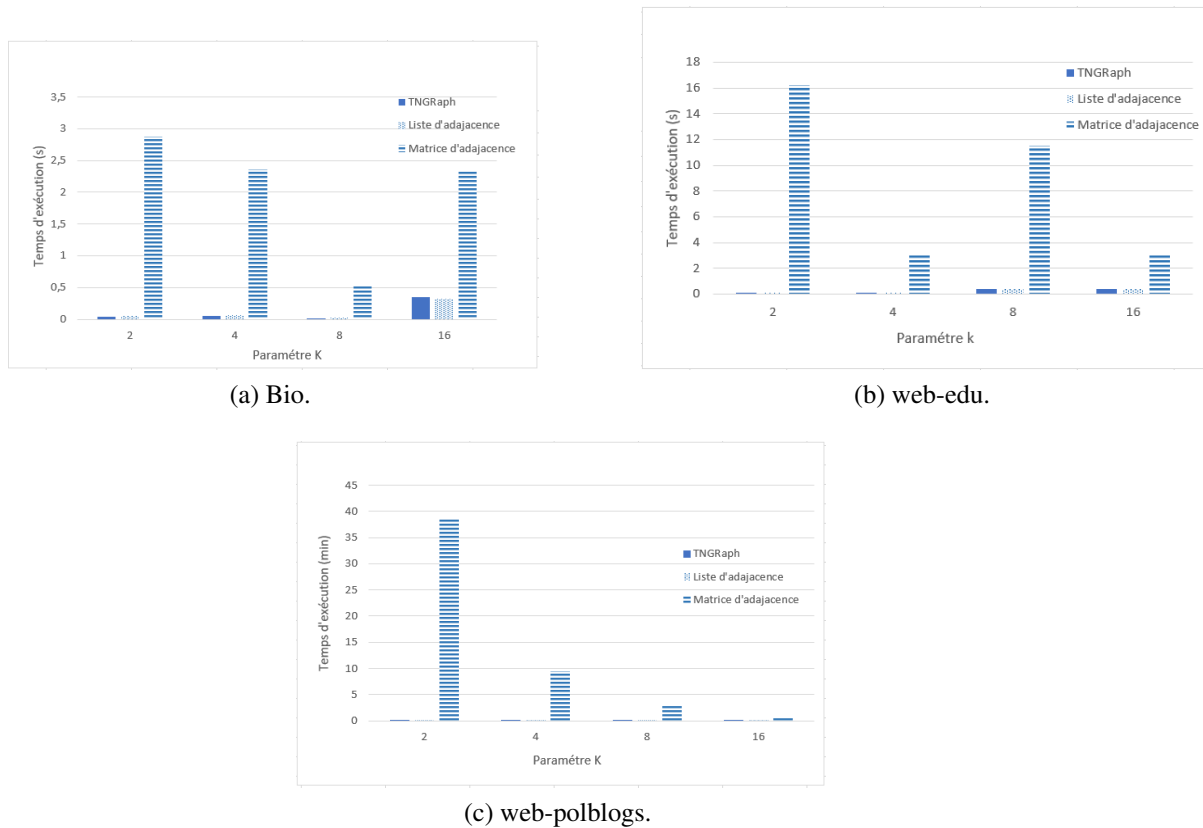 3,5
3
2,5
2
1,5
1
0,5
0
Temps d'exécution (s)
TNGRaph
Liste d'adajacence
Matrice d'adajacence
2 4 8 16
Paramétre K
(a) Bio.
18
16
14
12
10
8
6
4
2
0
Temps d'exécution (s)
TNGRaph
Liste d'adajacence
Matrice d'adajacence
2 4 8 16
Paramétre k
(b) web-edu.
45
40
35
30
25
20
15
10
5
0
Temps d'exécution (min)
TNGRaph
Liste d'adajacence
Matrice d'adajacence
2 4 8 16
Paramétre K
(c) web-polblogs.